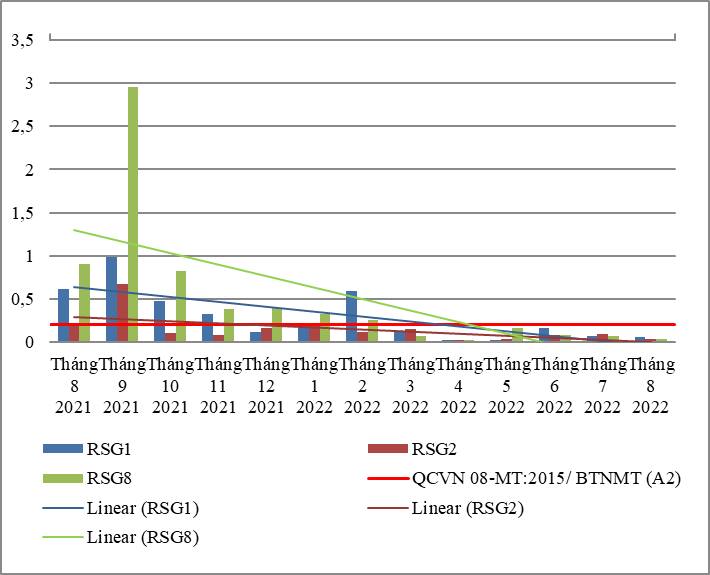 3,5
3
2,5
2
1,5
1
0,5
0
Tháng Tháng Tháng Tháng Tháng Tháng Tháng Tháng Tháng Tháng Tháng Tháng Tháng
8 9 10 11 12 1 2 3 4 5 6 7 8
2021 2021 2021 2021 2021 2022 2022 2022 2022 2022 2022 2022 2022
RSG1 RSG2
RSG8 QCVN 08-MT:2015/ BTNMT (A2)
Linear (RSG1) Linear (RSG2)
Linear (RSG8)